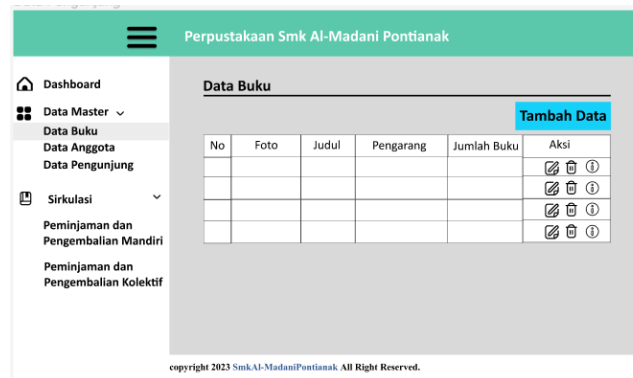 Perpustakaan Smk Al-Madani Pontianak
Dashboard
Data Master
Data Buku
Data Anggota
Data Pengunjung
Sirkulasi
Peminjaman dan
Pengembalian Mandiri
Peminjaman dan
Pengembalian Kolektif
Data Buku
Tambah Data
No Foto Judul Pengarang Jumlah Buku Aksi
copyright 2023 SmkAl-MadaniPontianak All Right Reserved.